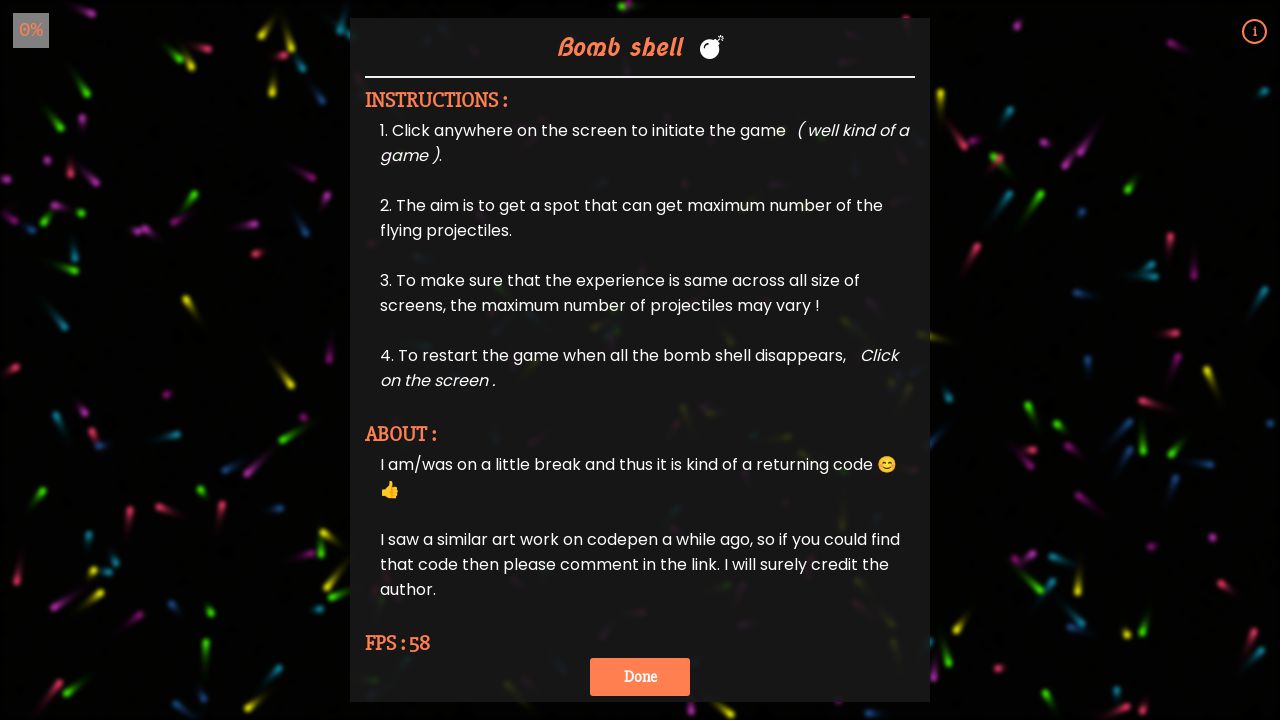 0%
Bomb shell 💣
i
INSTRUCTIONS :
1. Click anywhere on the screen to initiate the game ( well kind of a
game ).
2. The aim is to get a spot that can get maximum number of the
flying projectiles.
3. To make sure that the experience is same across all size of
screens, the maximum number of projectiles may vary !
4. To restart the game when all the bomb shell disappears, Click
on the screen .
ABOUT :
I am/was on a little break and thus it is kind of a returning code 😊
👍
I saw a similar art work on codepen a while ago, so if you could find
that code then please comment in the link. I will surely credit the
author.
FPS : 58
Done